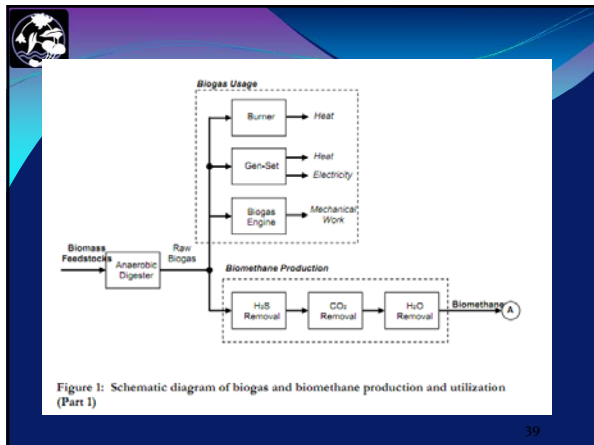 Biogas Usage
Burner
Heat
Gen-Set
Heat
Electricity
Biogas
Engine
Mechanical
Work
Biomass
Feedstocks
Anaerobic
Digester
Raw
Biogas
Biomethane Production
H₂S
Removal
CO₂
Removal
H₂O
Removal
Biomethane
A
Figure 1: Schematic diagram of biogas and biomethane production and utilization
(Part 1)
39